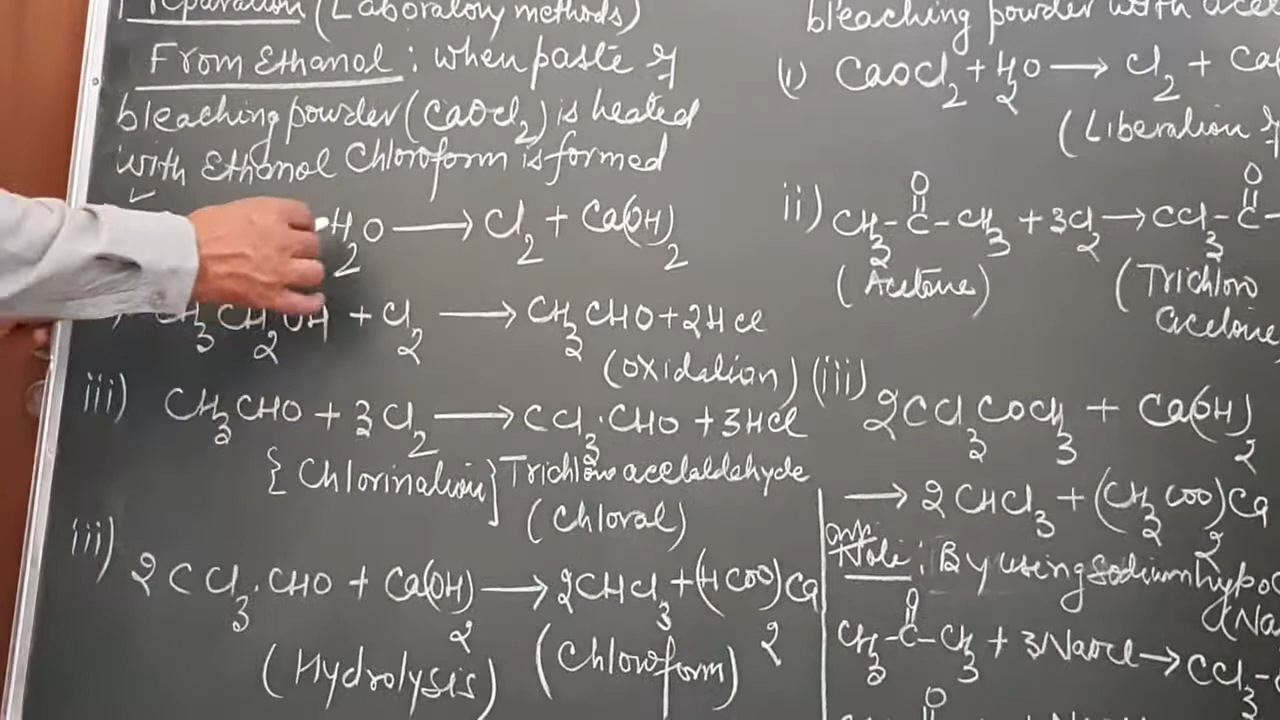 Preparation (Laboratory methods)
From Ethanol : when paste of
bleaching powder (CaOCl2) is heated
with Ethanol Chloroform is formed
H2O ⟶ Cl2 + Ca(OH)2
CH3CH2OH + Cl2 ⟶ CH3CHO + 2HCl
(oxidation)
iii) CH3CHO + 3Cl2 ⟶ CCl3·CHO + 3HCl
{Chlorination} Trichloro acetaldehyde
(Chloral)
iii) 2CCl3·CHO + Ca(OH)2 ⟶ 2CHCl3 + (HCOO)2Ca
(Hydrolysis) (Chloroform)
bleaching powder with
(i) CaOCl2 + H2O ⟶ Cl2 +
(Liberation of
ii) CH3-C(=O)-CH3 + 3Cl2 ⟶ CCl3-C(=O)-
(Acetone) (Trichloro
acetone
(iii) 2CCl3COCH3 + Ca(OH)2
⟶ 2CHCl3 + (CH3COO)2Ca
Note : By using sodium
CH3-C(=O)-CH3 + 3NaOCl ⟶ CCl3-